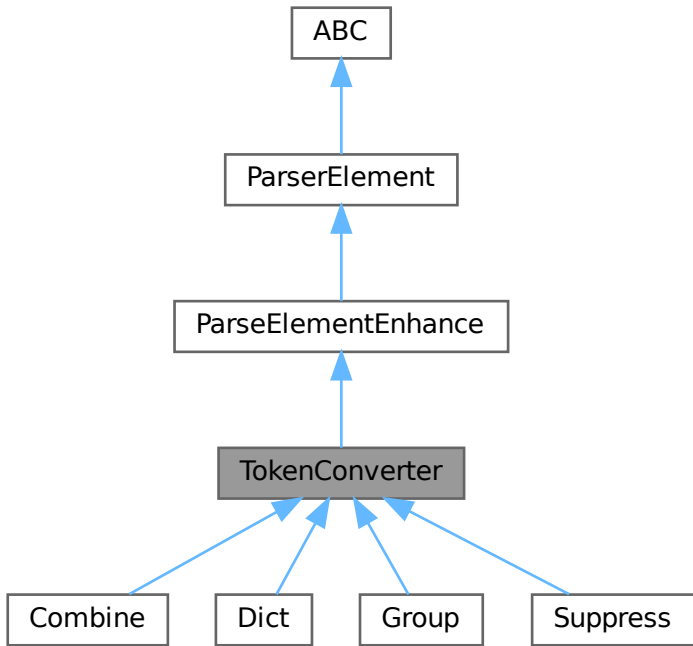 ABC
ParserElement
ParseElementEnhance
TokenConverter
Combine
Dict
Group
Suppress